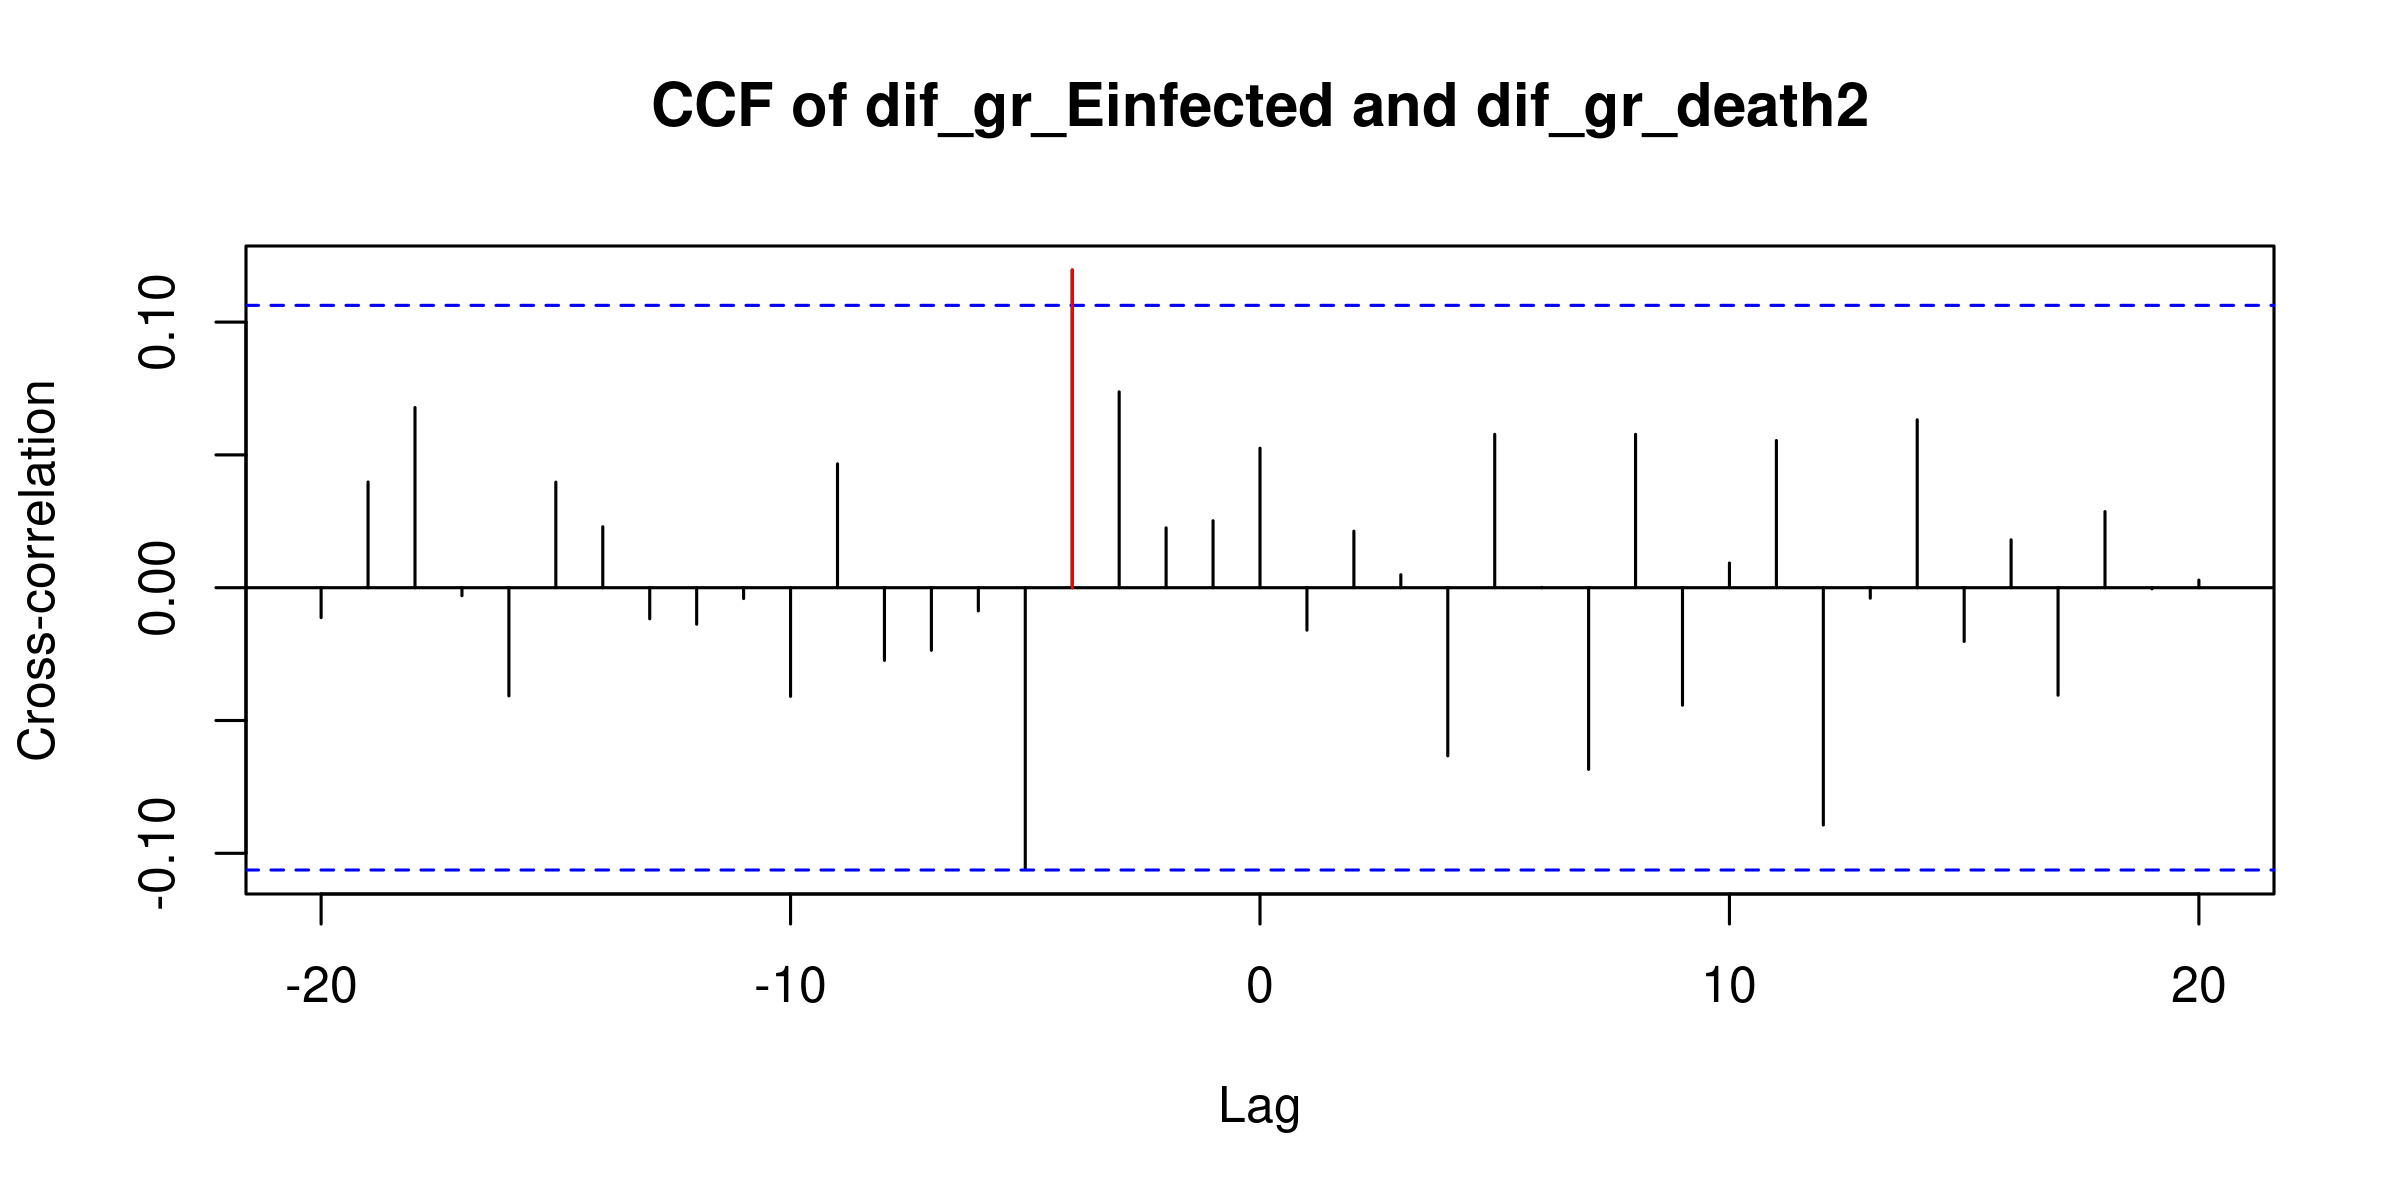 CCF of dif_gr_Einfected and dif_gr_death2
Cross-correlation
0.10
0.00
-0.10
-20 -10 0 10 20
Lag